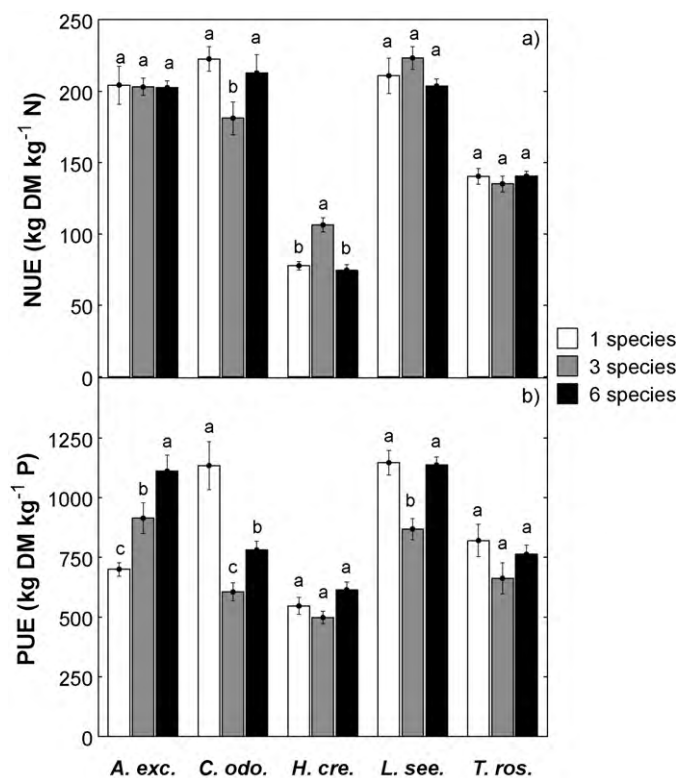 a)
NUE (kg DM kg⁻¹ N)
250
200
150
100
50
0
a a a
a b a
b a b
a a a
a a a
1 species
3 species
6 species
b)
PUE (kg DM kg⁻¹ P)
1250
1000
750
500
250
0
c b a
a c b
a a a
a b a
a a a
A. exc. C. odo. H. cre. L. see. T. ros.